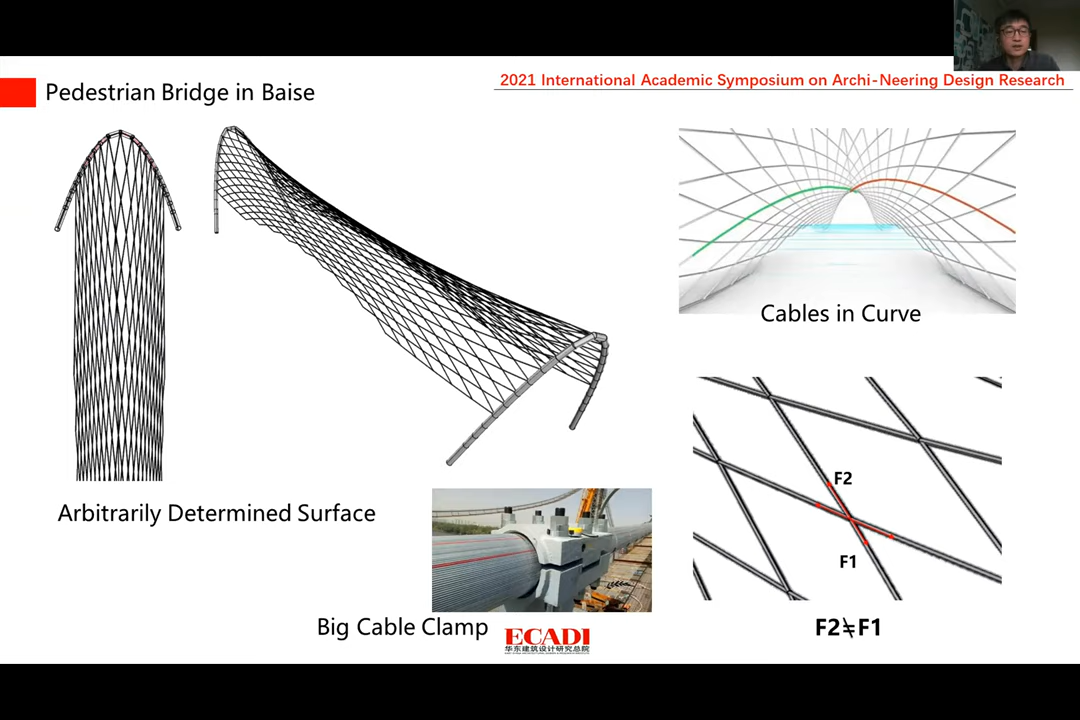 2021 International Academic Symposium on Archi-Neering Design Research
Pedestrian Bridge in Baise
Cables in Curve
F2
F1
Arbitrarily Determined Surface
Big Cable Clamp
F2≠F1
ECADI
华东建筑设计研究总院